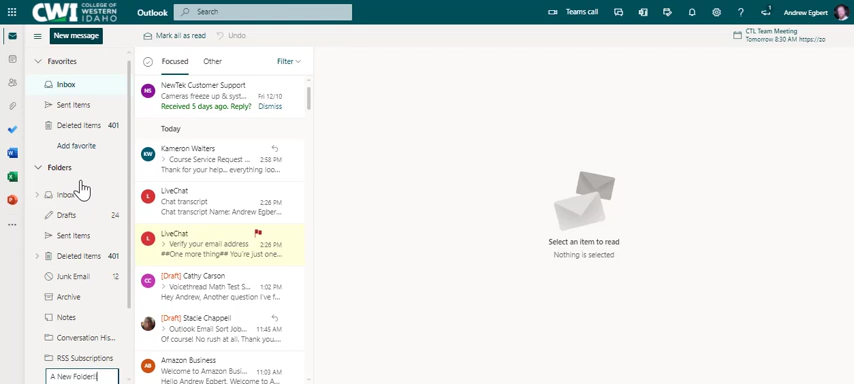 CWI COLLEGE OF
WESTERN
IDAHO
Outlook
Search
Teams call
Andrew Egbert
New message
Mark all as read
Undo
CTL Team Meeting
Tomorrow 8:30 AM https://zo
Favorites
Inbox
Sent Items
Deleted Items 401
Add favorite
Folders
Inbox
Drafts 24
Sent Items
Deleted Items 401
Junk Email 12
Archive
Notes
Conversation His...
RSS Subscriptions
A New Folder!
Focused Other Filter
NS NewTek Customer Support
Cameras freeze up & syst... Fri 12/10
Received 5 days ago. Reply? Dismiss
Today
KW Kameron Walters
> Course Service Request ... 2:53 PM
Thank for your help... everything loo...
L LiveChat
Chat transcript 2:26 PM
Chat transcript Name: Andrew Egber...
L LiveChat
> Verify your email address 2:26 PM
##One more thing## You're just one...
CC [Draft] Cathy Carson
> Voicethread Math Test S... 1:02 PM
Hey Andrew, Another question I've f...
[Draft] Stacie Chappell
> Outlook Email Sort Job... 11:45 AM
Of course! No rush at all. Thank you...
AB Amazon Business
Welcome to Amazon Busi... 11:03 AM
Hello Andrew Egbert, Welcome to A...
Select an item to read
Nothing is selected